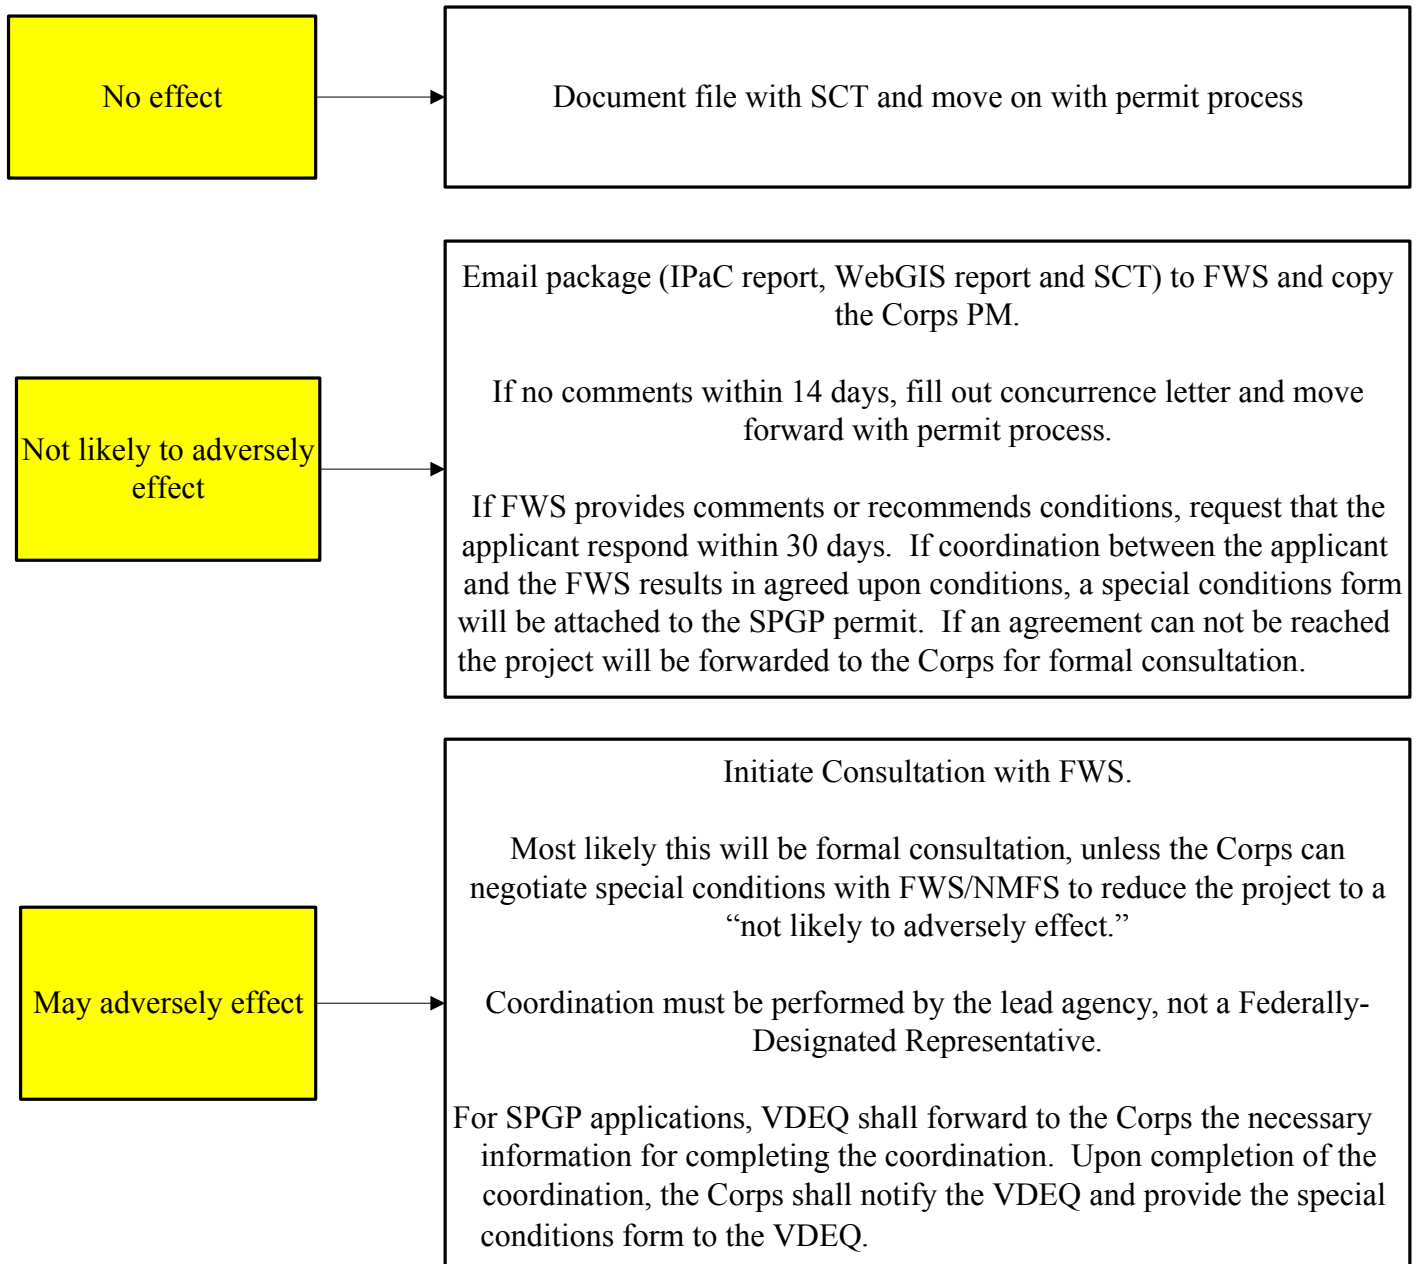 No effect
Document file with SCT and move on with permit process
Email package (IPaC report, WebGIS report and SCT) to FWS and copy
the Corps PM.
If no comments within 14 days, fill out concurrence letter and move
forward with permit process.
If FWS provides comments or recommends conditions, request that the
applicant respond within 30 days.  If coordination between the applicant
and the FWS results in agreed upon conditions, a special conditions form
will be attached to the SPGP permit.  If an agreement can not be reached
the project will be forwarded to the Corps for formal consultation.
Not likely to adversely
effect
Initiate Consultation with FWS.
Most likely this will be formal consultation, unless the Corps can
negotiate special conditions with FWS/NMFS to reduce the project to a
“not likely to adversely effect.”
Coordination must be performed by the lead agency, not a Federally-
Designated Representative.
For SPGP applications, VDEQ shall forward to the Corps the necessary
information for completing the coordination.  Upon completion of the
coordination, the Corps shall notify the VDEQ and provide the special
conditions form to the VDEQ.
May adversely effect